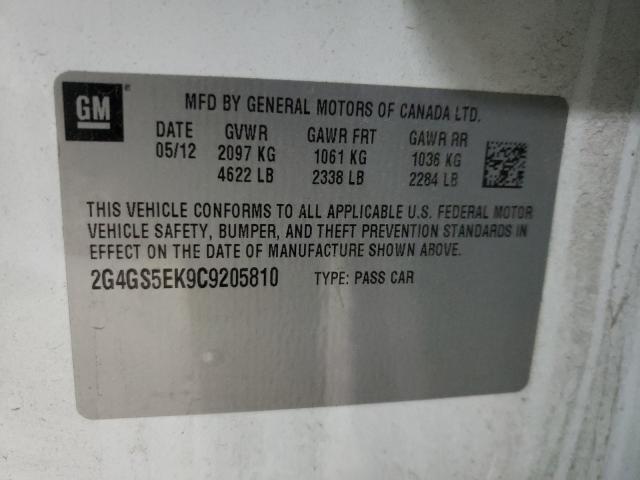 GM
MFD BY GENERAL MOTORS OF CANADA LTD.
DATE GVWR GAWR FRT GAWR RR
05/12 2097 KG 1061 KG 1036 KG
4622 LB 2338 LB 2284 LB
THIS VEHICLE CONFORMS TO ALL APPLICABLE U.S. FEDERAL MOTOR
VEHICLE SAFETY, BUMPER, AND THEFT PREVENTION STANDARDS IN
EFFECT ON THE DATE OF MANUFACTURE SHOWN ABOVE.
2G4GS5EK9C9205810 TYPE: PASS CAR